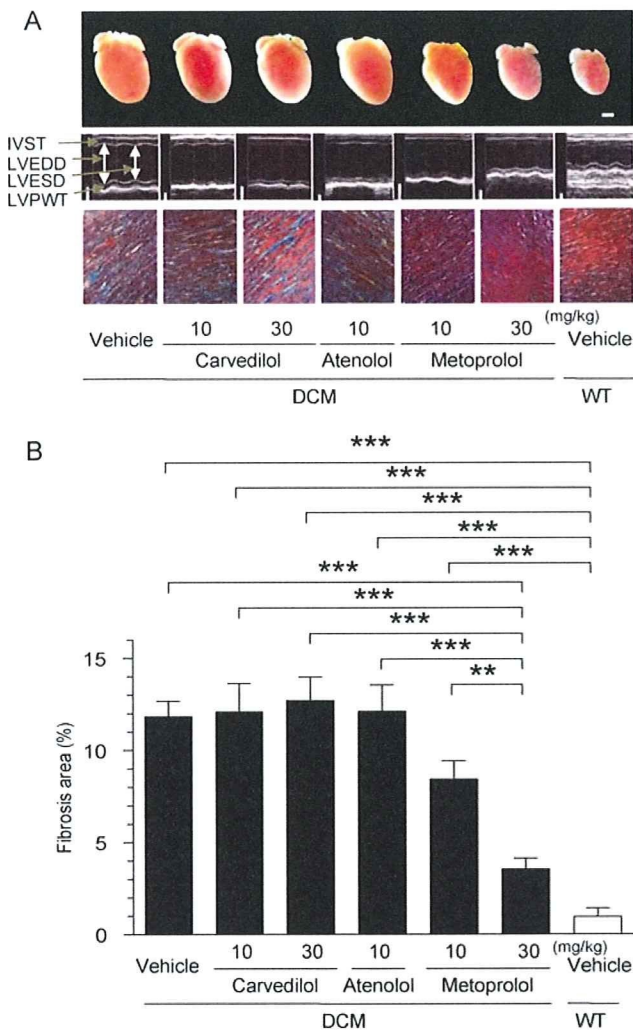 A
IVST
LVEDD
LVESD
LVPWT
10 30 10 10 30 (mg/kg)
Vehicle Carvedilol Atenolol Metoprolol Vehicle
DCM WT
B
***
***
***
***
***
***
***
***
***
**
15
10
5
0
Fibrosis area (%)
10 30 10 10 30 (mg/kg)
Vehicle Carvedilol Atenolol Metoprolol Vehicle
DCM WT